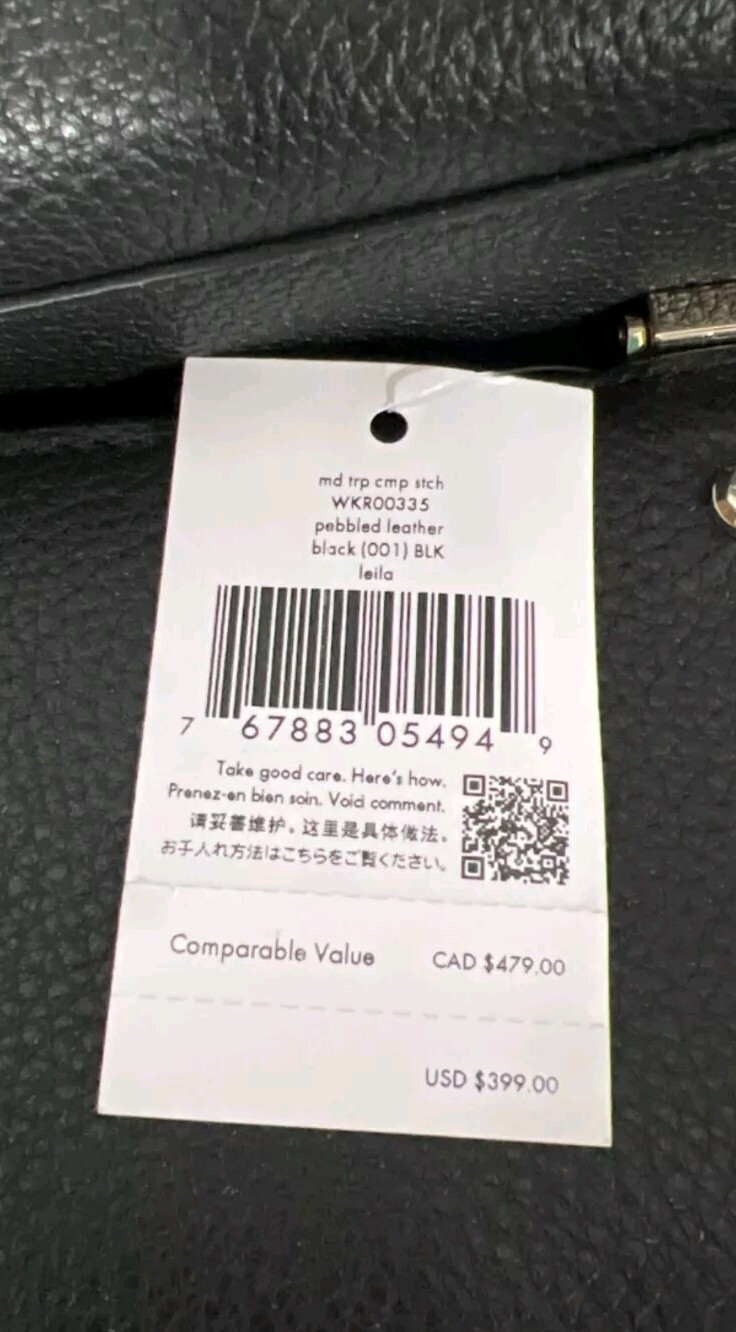 md trp cmp stch
WKR00335
pebbled leather
black (001) BLK
leila
7 67883 05494 9
Take good care. Here's how.
Prenez-en bien soin. Voici comment.
请妥善维护。这里是具体做法。
お手入れ方法はこちらをご覧ください。
Comparable Value CAD $479.00
USD $399.00